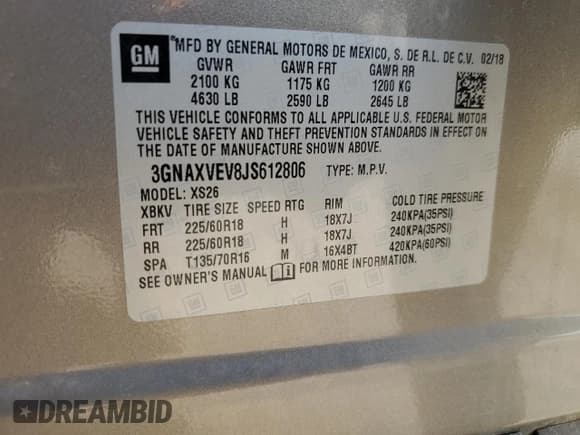 GM
*MFD BY GENERAL MOTORS DE MEXICO, S. DE R.L. DE C.V. 02/18
GVWR GAWR FRT GAWR RR
2100 KG 1175 KG 1200 KG
4630 LB 2590 LB 2645 LB
THIS VEHICLE CONFORMS TO ALL APPLICABLE U.S. FEDERAL MOTOR
VEHICLE SAFETY AND THEFT PREVENTION STANDARDS IN EFFECT ON
THE DATE OF MANUFACTURE SHOWN ABOVE.
3GNAXVEV8JS612806 TYPE: M.P.V.
MODEL: XS26
XBKV TIRE SIZE SPEED RTG RIM COLD TIRE PRESSURE
FRT 225/60R18 H 18X7J 240KPA(35PSI)
RR 225/60R18 H 18X7J 240KPA(35PSI)
SPA T135/70R16 M 16X4BT 420KPA(60PSI)
SEE OWNER'S MANUAL FOR MORE INFORMATION.
DREAMBID